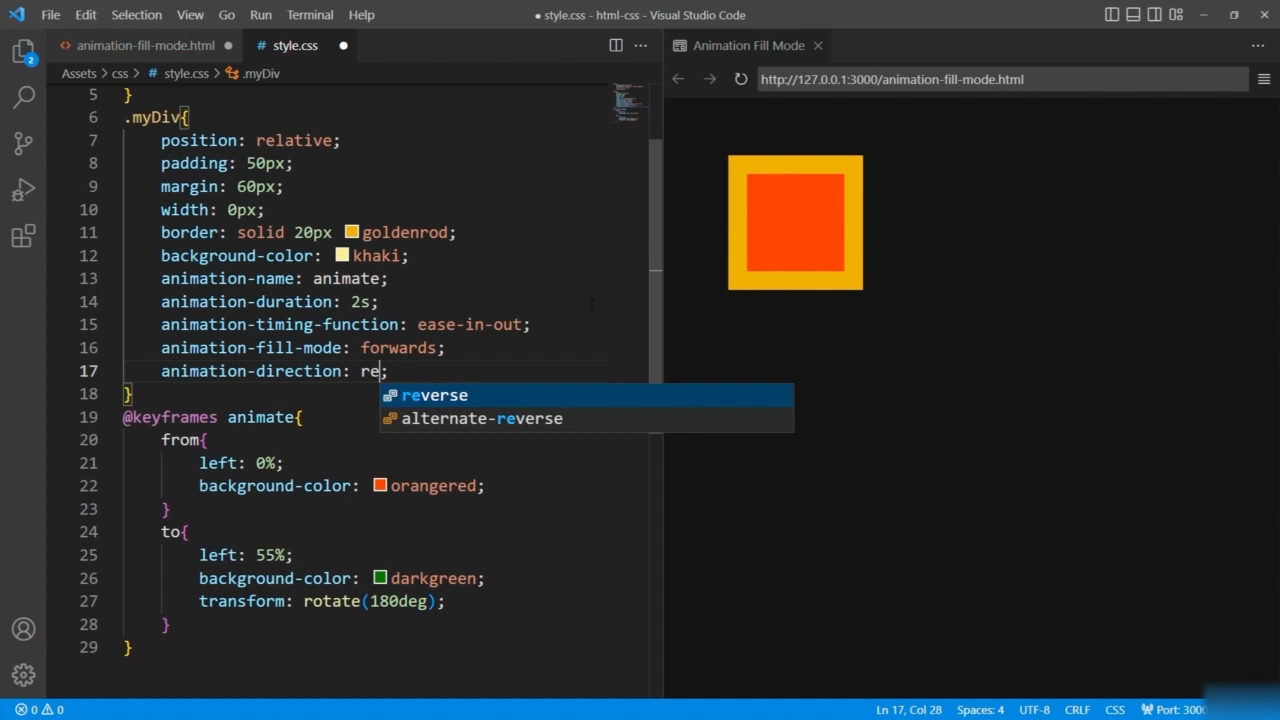 File Edit Selection View Go Run Terminal Help
● style.css - html-css - Visual Studio Code
<> animation-fill-mode.html ●
# style.css ●
Animation Fill Mode
Assets > css > # style.css > .myDiv
http://127.0.0.1:3000/animation-fill-mode.html
2
5 }
6 .myDiv{
7 position: relative;
8 padding: 50px;
9 margin: 60px;
10 width: 0px;
11 border: solid 20px goldenrod;
12 background-color: khaki;
13 animation-name: animate;
14 animation-duration: 2s;
15 animation-timing-function: ease-in-out;
16 animation-fill-mode: forwards;
17 animation-direction: re;
reverse
alternate-reverse
18 }
19 @keyframes animate{
20 from{
21 left: 0%;
22 background-color: orangered;
23 }
24 to{
25 left: 55%;
26 background-color: darkgreen;
27 transform: rotate(180deg);
28 }
29 }
0 0
Ln 17, Col 28 Spaces: 4 UTF-8 CRLF CSS Port: 3000